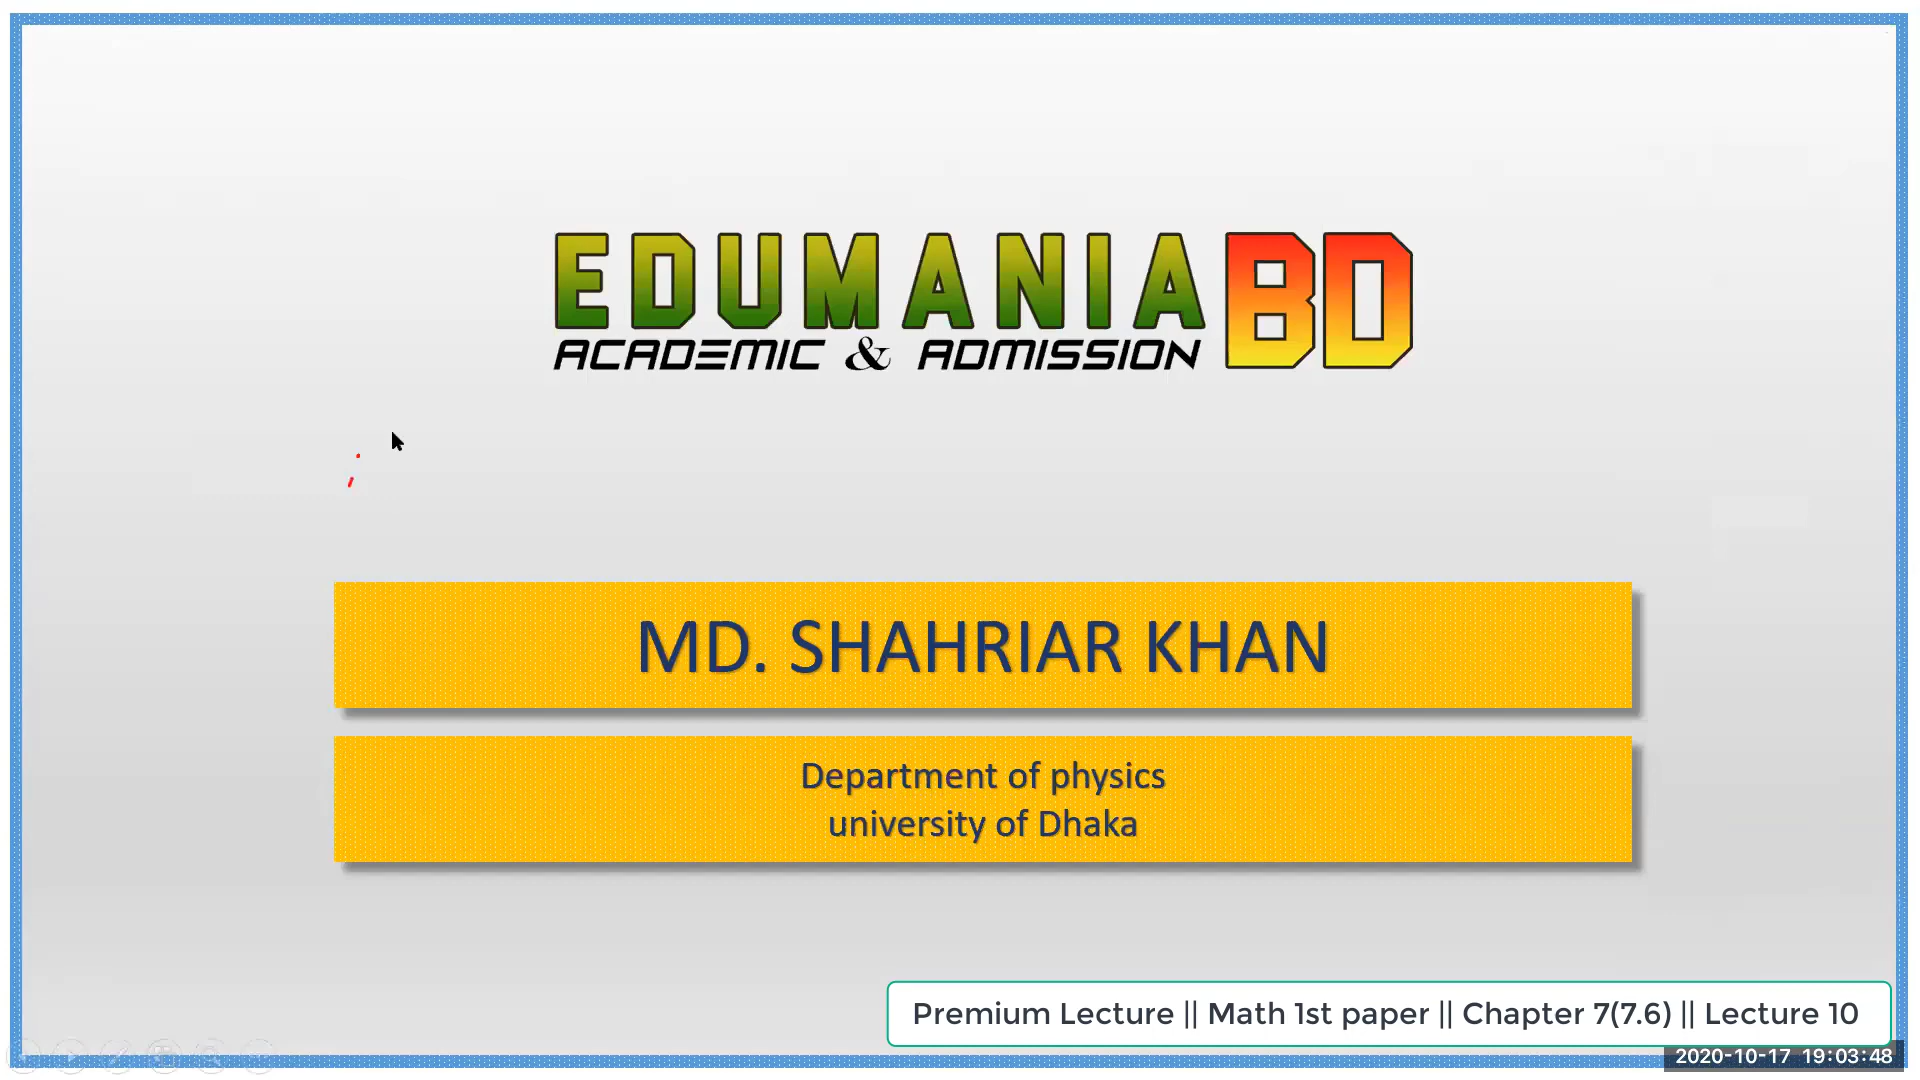 EDUMANIA BD
ACADEMIC & ADMISSION
MD. SHAHRIAR KHAN
Department of physics
university of Dhaka
Premium Lecture || Math 1st paper || Chapter 7(7.6) || Lecture 10
2020-10-17 19:03:48